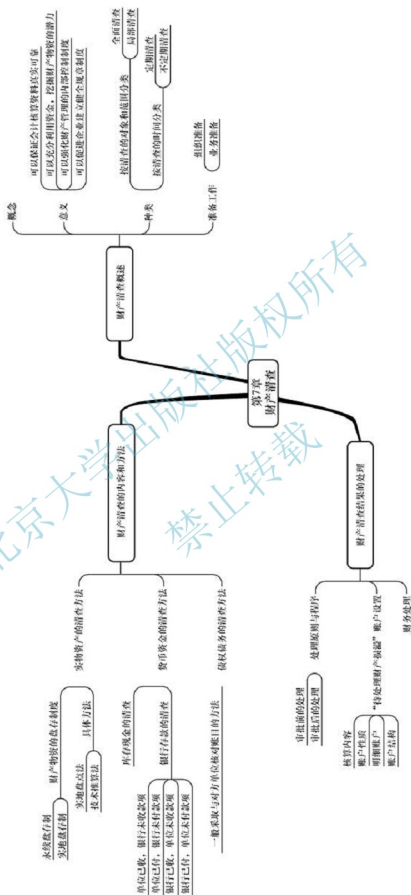 第7章
财产清查
财产清查概述
概念
意义
可以保证会计核算资料真实可靠
可以充分利用资金，挖掘财产物资的潜力
可以强化财产管理的内部控制制度
可以促进企业建立健全规章制度
种类
按清查的对象和范围分类
全面清查
局部清查
按清查的时间分类
定期清查
不定期清查
准备工作
组织准备
业务准备
财产清查的内容和方法
实物资产的清查方法
财产物资的盘存制度
永续盘存制
实地盘存制
具体方法
实地盘点法
技术推算法
货币资金的清查方法
库存现金的清查
银行存款的清查
单位已收，银行未收款项
单位已付，银行未付款项
银行已收，单位未收款项
银行已付，单位未付款项
债权债务的清查方法
一般采取与对方单位核对账目的方法
财产清查结果的处理
处理原则与程序
审批前的处理
审批后的处理
“待处理财产损溢”账户设置
核算内容
账户性质
明细账户
账户结构
财务处理
北京大学出版社版权所有
禁止转载